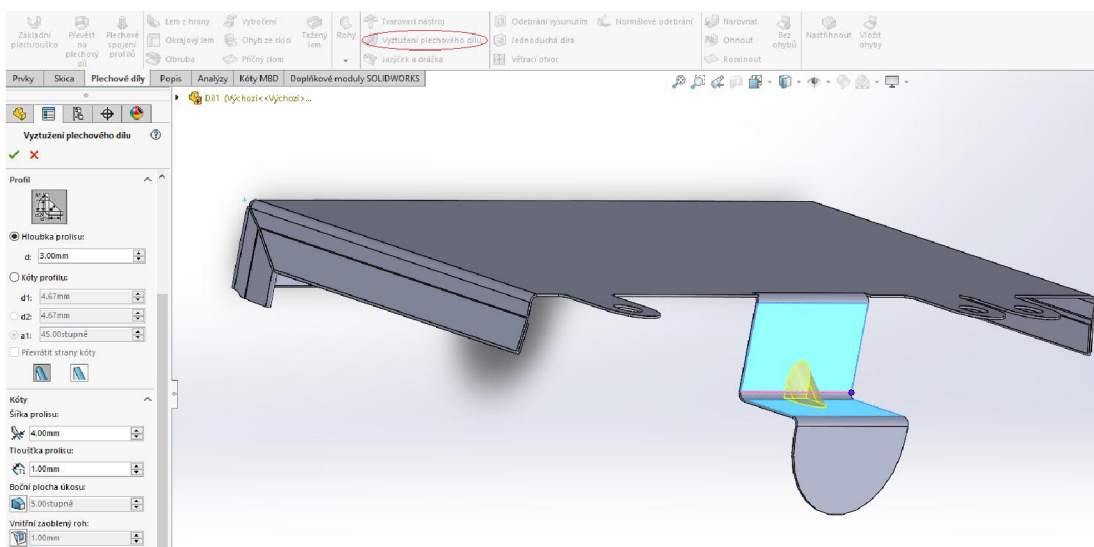 Základní plech/ouško
Převést na plechový díl
Plechové spojení profilů
Lem z hrany
Okrajový lem
Obruba
Vybočení
Ohyb ze skici
Příčný zlom
Tažený lem
Rohy
Tvarovací nástroj
Vyztužení plechového dílu
Jazýček a drážka
Odebrání vysunutím
Jednoduchá díra
Větrací otvor
Normálové odebrání
Narovnat
Ohnout
Rozvinout
Bez ohybů
Nastřihnout
Vložit ohyby
Prvky Skica Plechové díly Popis Analýzy Kóty MBD Doplňkové moduly SOLIDWORKS
Díl1 (Výchozí<<Výchozí>...
Vyztužení plechového dílu
Profil
Hloubka prolisu:
d: 3.00mm
Kóty profilu:
d1: 4.67mm
d2: 4.67mm
a1: 45.00stupně
Převrátit strany kóty
Kóty
Šířka prolisu:
4.00mm
Tloušťka prolisu:
1.00mm
Boční plocha úkosu:
5.00stupně
Vnitřní zaoblený roh:
1.00mm